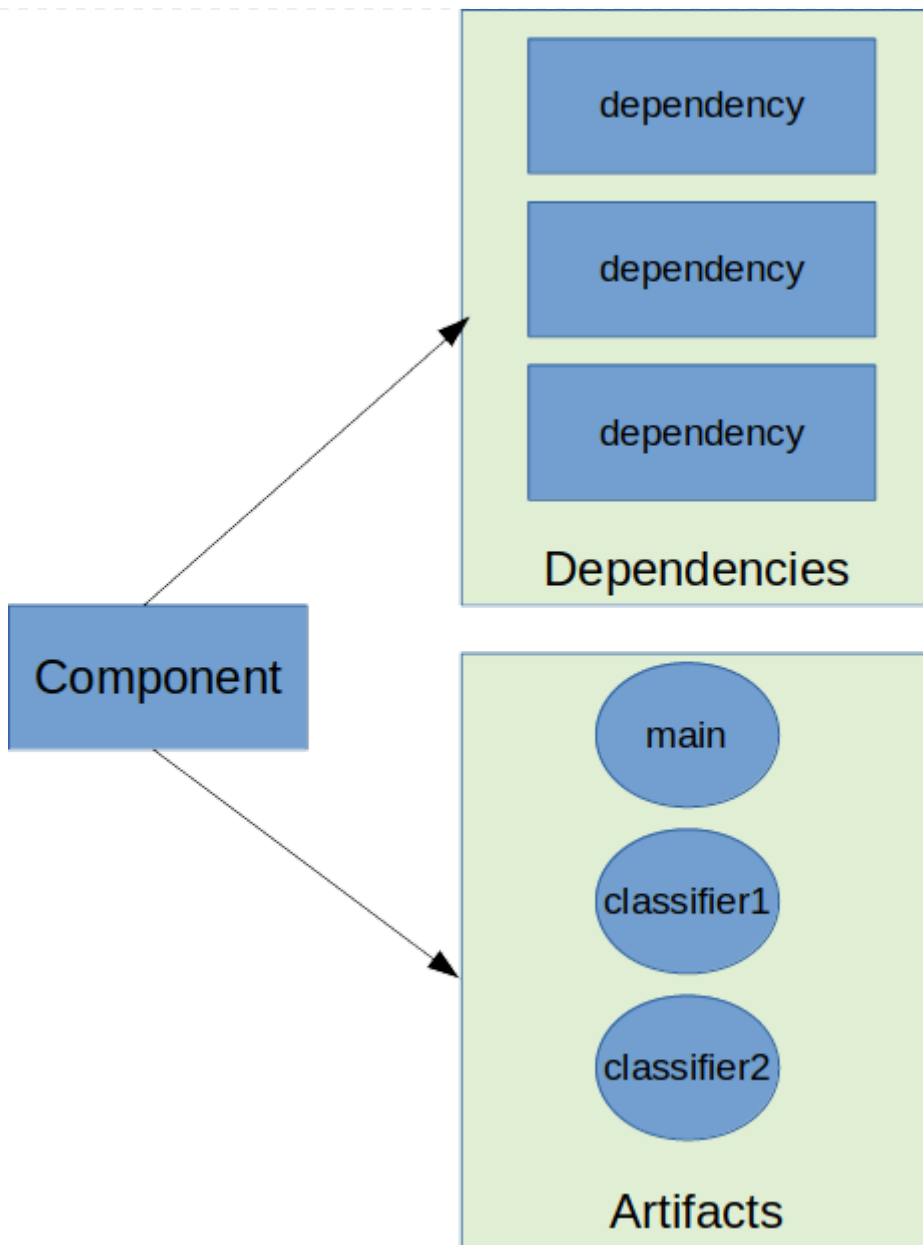 dependency
dependency
dependency
Dependencies
Component
main
classifier1
classifier2
Artifacts